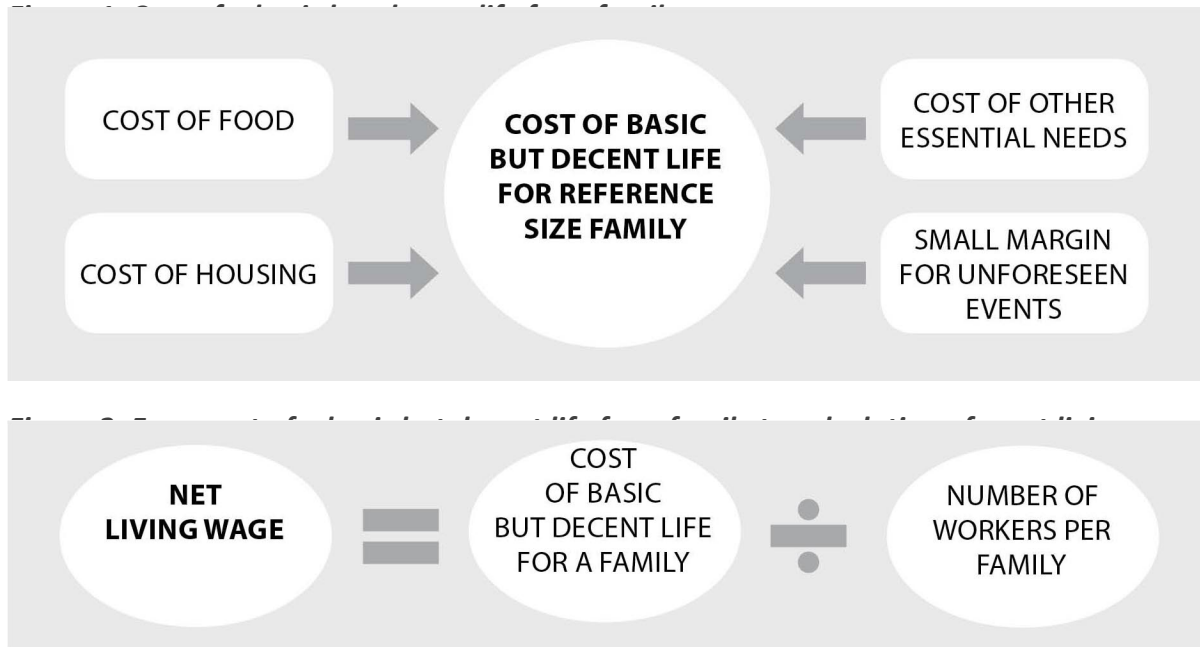 COST OF FOOD
COST OF HOUSING
COST OF BASIC
BUT DECENT LIFE
FOR REFERENCE
SIZE FAMILY
COST OF OTHER
ESSENTIAL NEEDS
SMALL MARGIN
FOR UNFORESEEN
EVENTS
NET
LIVING WAGE
COST
OF BASIC
BUT DECENT LIFE
FOR A FAMILY
NUMBER OF
WORKERS PER
FAMILY